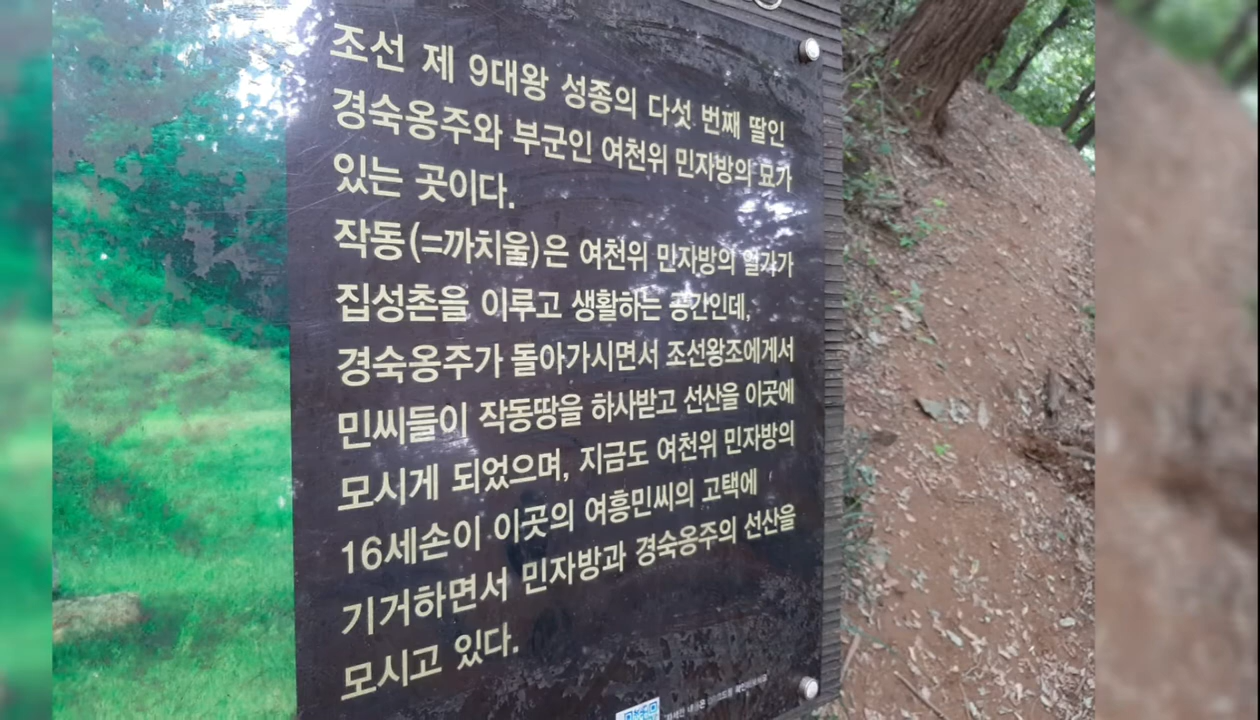 조선 제 9대왕 성종의 다섯 번째 딸인
경숙옹주와 부군인 여천위 민자방의 묘가
있는 곳이다.
작동(=까치울)은 여천위 민자방의 일가가
집성촌을 이루고 생활하는 공간인데,
경숙옹주가 돌아가시면서 조선왕조에게서
민씨들이 작동땅을 하사받고 선산을 이곳에
모시게 되었으며, 지금도 여천위 민자방의
16세손이 이곳의 여흥민씨의 고택에
기거하면서 민자방과 경숙옹주의 선산을
모시고 있다.